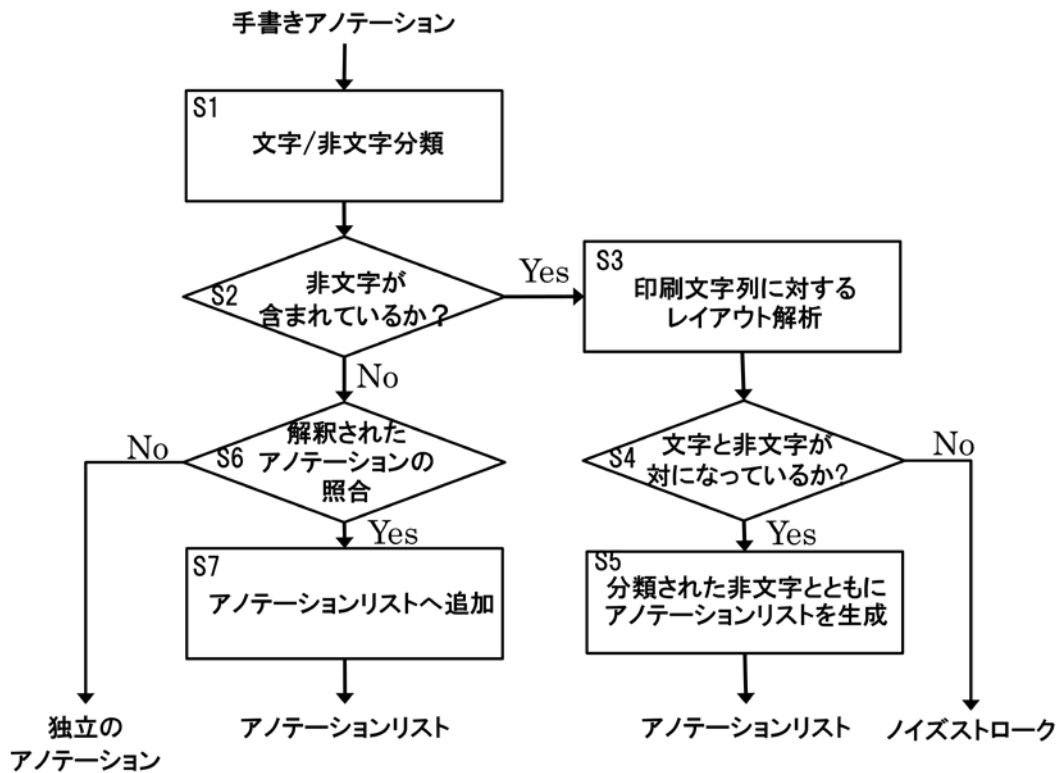 手書きアノテーション
S1
文字/非文字分類
S2
非文字が
含まれているか？
Yes
S3
印刷文字列に対する
レイアウト解析
No
S6
解釈された
アノテーションの
照合
No
S4
文字と非文字が
対になっているか?
No
Yes
Yes
S7
アノテーションリストへ追加
S5
分類された非文字とともに
アノテーションリストを生成
独立の
アノテーション
アノテーションリスト
アノテーションリスト
ノイズストローク